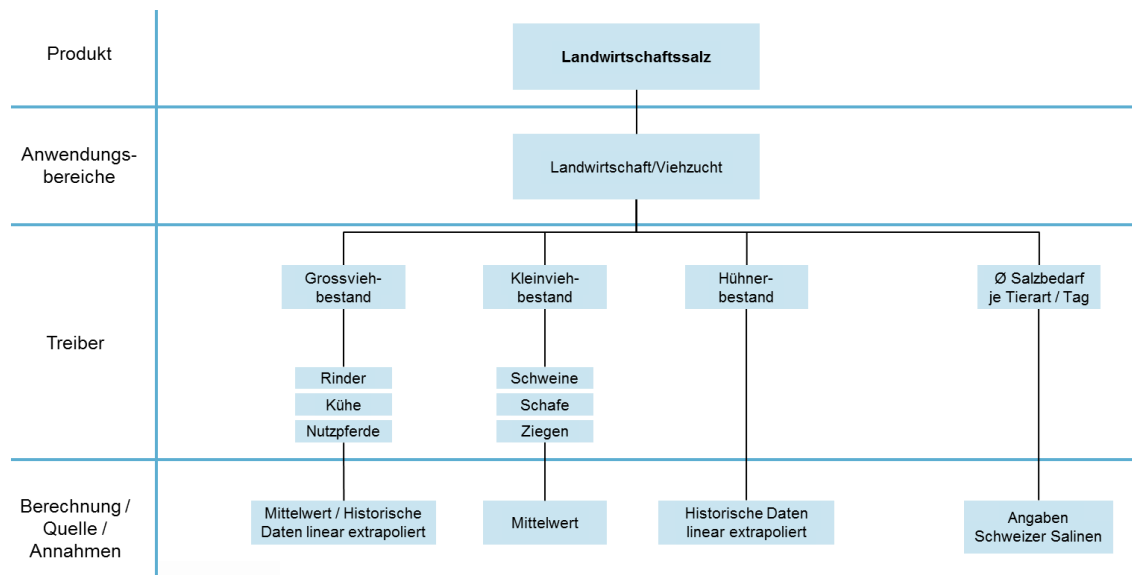 Produkt
Landwirtschaftssalz
Anwendungs-
bereiche
Landwirtschaft/Viehzucht
Treiber
Grossvieh-
bestand
Kleinvieh-
bestand
Hühner-
bestand
Ø Salzbedarf
je Tierart / Tag
Rinder
Kühe
Nutzpferde
Schweine
Schafe
Ziegen
Berechnung /
Quelle /
Annahmen
Mittelwert / Historische
Daten linear extrapoliert
Mittelwert
Historische Daten
linear extrapoliert
Angaben
Schweizer Salinen